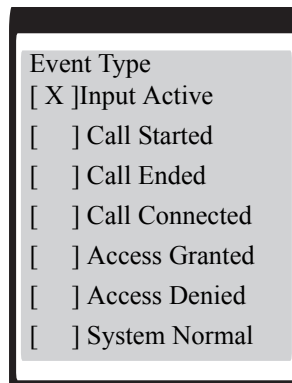 Event Type
[ X ]Input Active
[   ] Call Started
[   ] Call Ended
[   ] Call Connected
[   ] Access Granted
[   ] Access Denied
[   ] System Normal